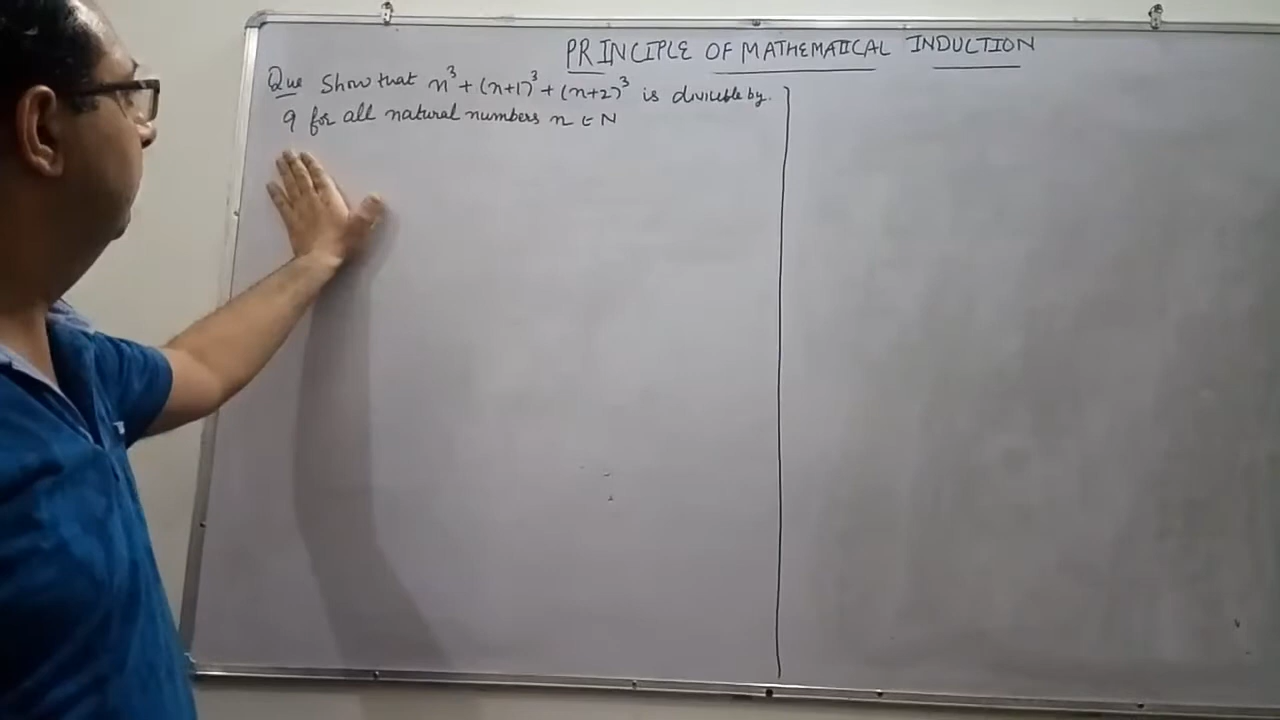 PRINCIPLE OF MATHEMATICAL INDUCTION
Que Show that n³ + (n+1)³ + (n+2)³ is divisible by
9 for all natural numbers n ∈ N